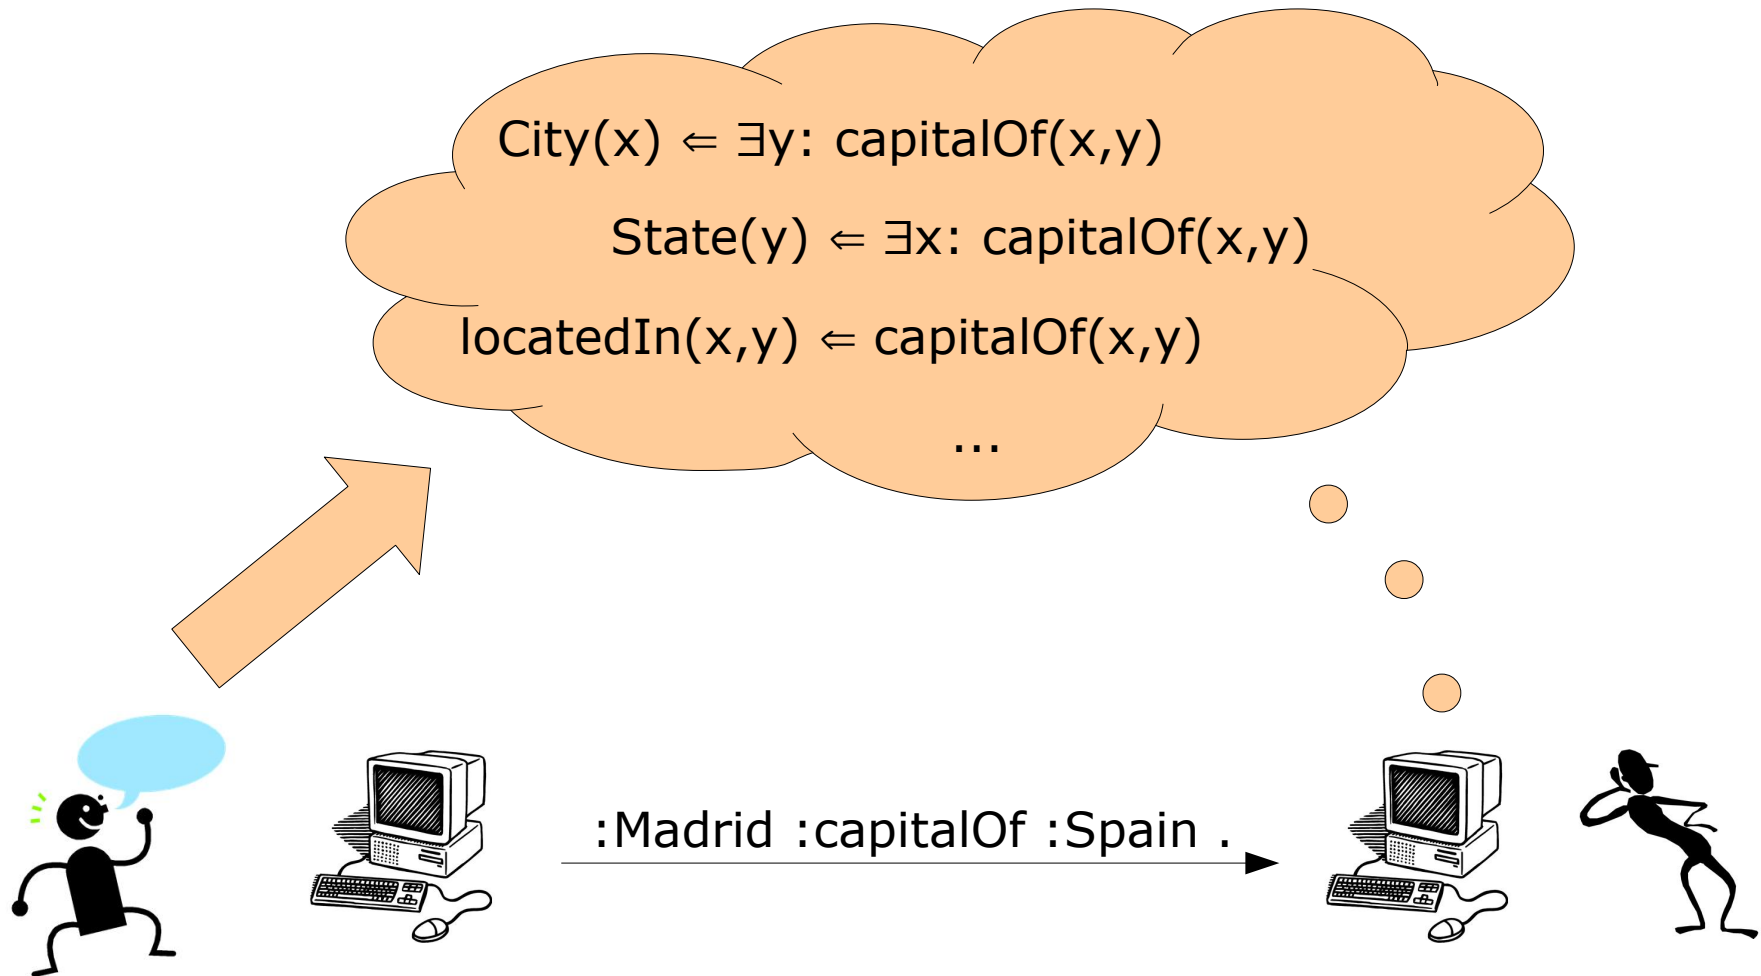 City(x) ⇐ ∃y: capitalOf(x,y)
State(y) ⇐ ∃x: capitalOf(x,y)
locatedIn(x,y) ⇐ capitalOf(x,y)
...
:Madrid :capitalOf :Spain .